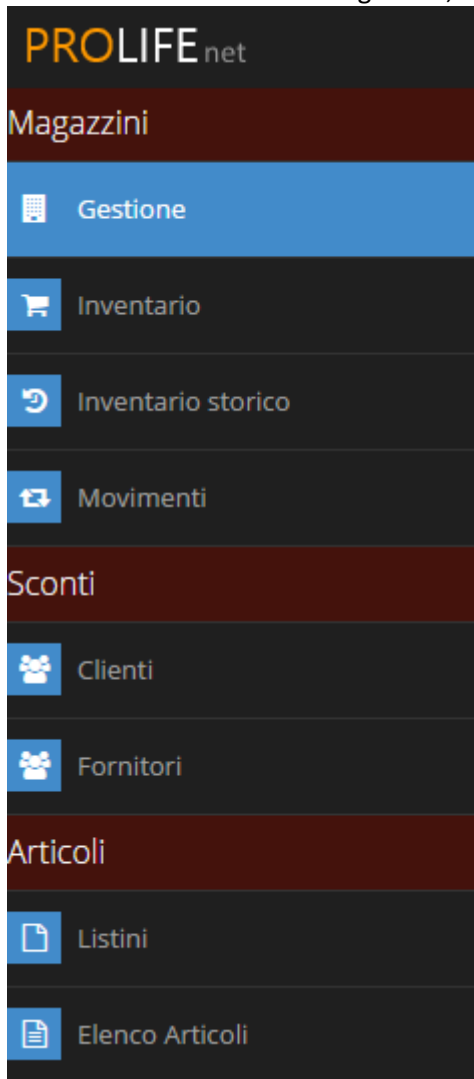 PROLIFE net
Magazzini
Gestione
Inventario
Inventario storico
Movimenti
Sconti
Clienti
Fornitori
Articoli
Listini
Elenco Articoli